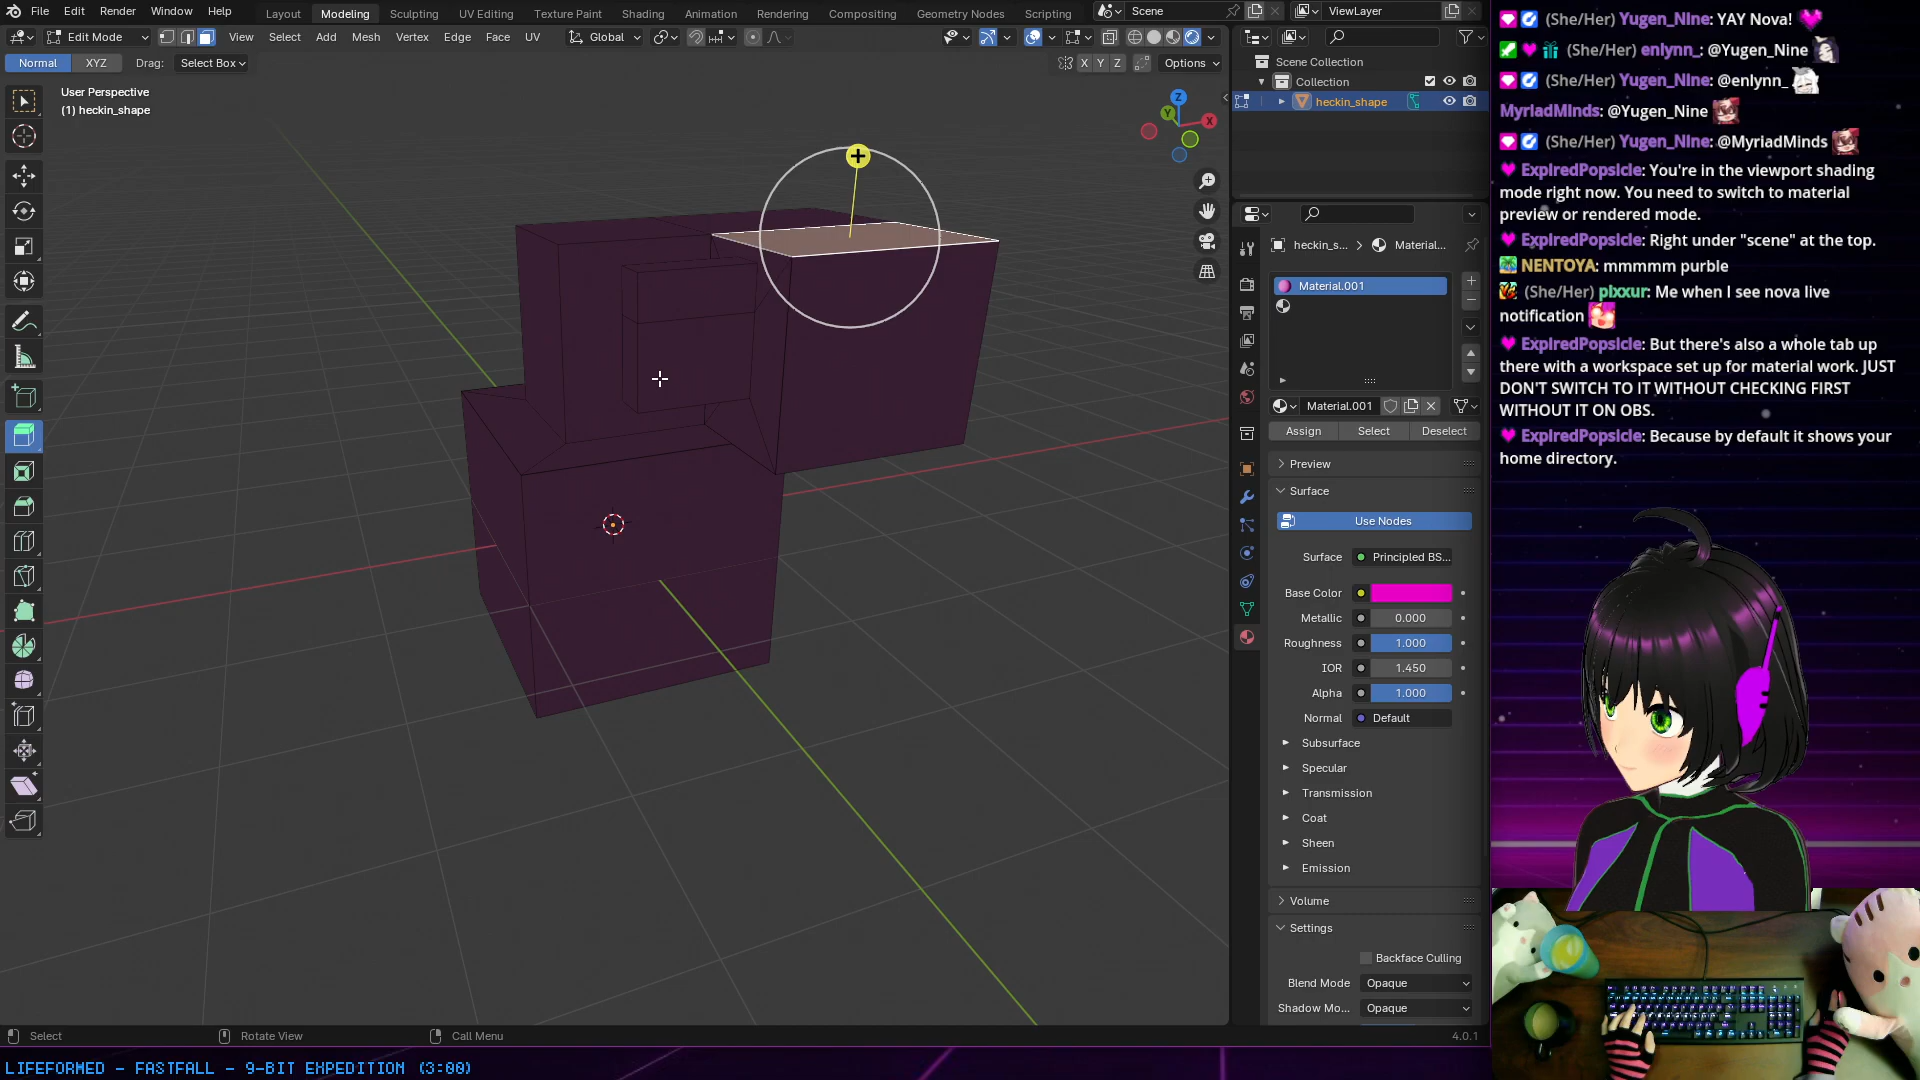 File Edit Render Window Help
Layout Modeling Sculpting UV Editing Texture Paint Shading Animation Rendering Compositing Geometry Nodes Scripting
Scene
ViewLayer
Edit Mode
View Select Add Mesh Vertex Edge Face UV
Global
Normal XYZ Drag: Select Box
X Y Z Options
User Perspective
(1) heckin_shape
Z
Y
X
Scene Collection
Collection
heckin_shape
heckin_s... > Material...
Material.001
Material.001
Assign Select Deselect
Preview
Surface
Use Nodes
Surface Principled BS...
Base Color
Metallic 0.000
Roughness 1.000
IOR 1.450
Alpha 1.000
Normal Default
Subsurface
Specular
Transmission
Coat
Sheen
Emission
Volume
Settings
Backface Culling
Blend Mode Opaque
Shadow Mo... Opaque
Select Rotate View Call Menu
4.0.1
LIFEFORMED - FASTFALL - 9-BIT EXPEDITION (3:00)
(She/Her) Yugen_Nine: YAY Nova!
(She/Her) enlynn_: @Yugen_Nine
(She/Her) Yugen_Nine: @enlynn_
MyriadMinds: @Yugen_Nine
(She/Her) Yugen_Nine: @MyriadMinds
ExpiredPopsicle: You're in the viewport shading
mode right now. You need to switch to material
preview or rendered mode.
ExpiredPopsicle: Right under "scene" at the top.
NENTOYA: mmmmm purble
(She/Her) pixxur: Me when I see nova live
notification
ExpiredPopsicle: But there's also a whole tab up
there with a workspace set up for material work. JUST
DON'T SWITCH TO IT WITHOUT CHECKING FIRST
WITHOUT IT ON OBS.
ExpiredPopsicle: Because by default it shows your
home directory.